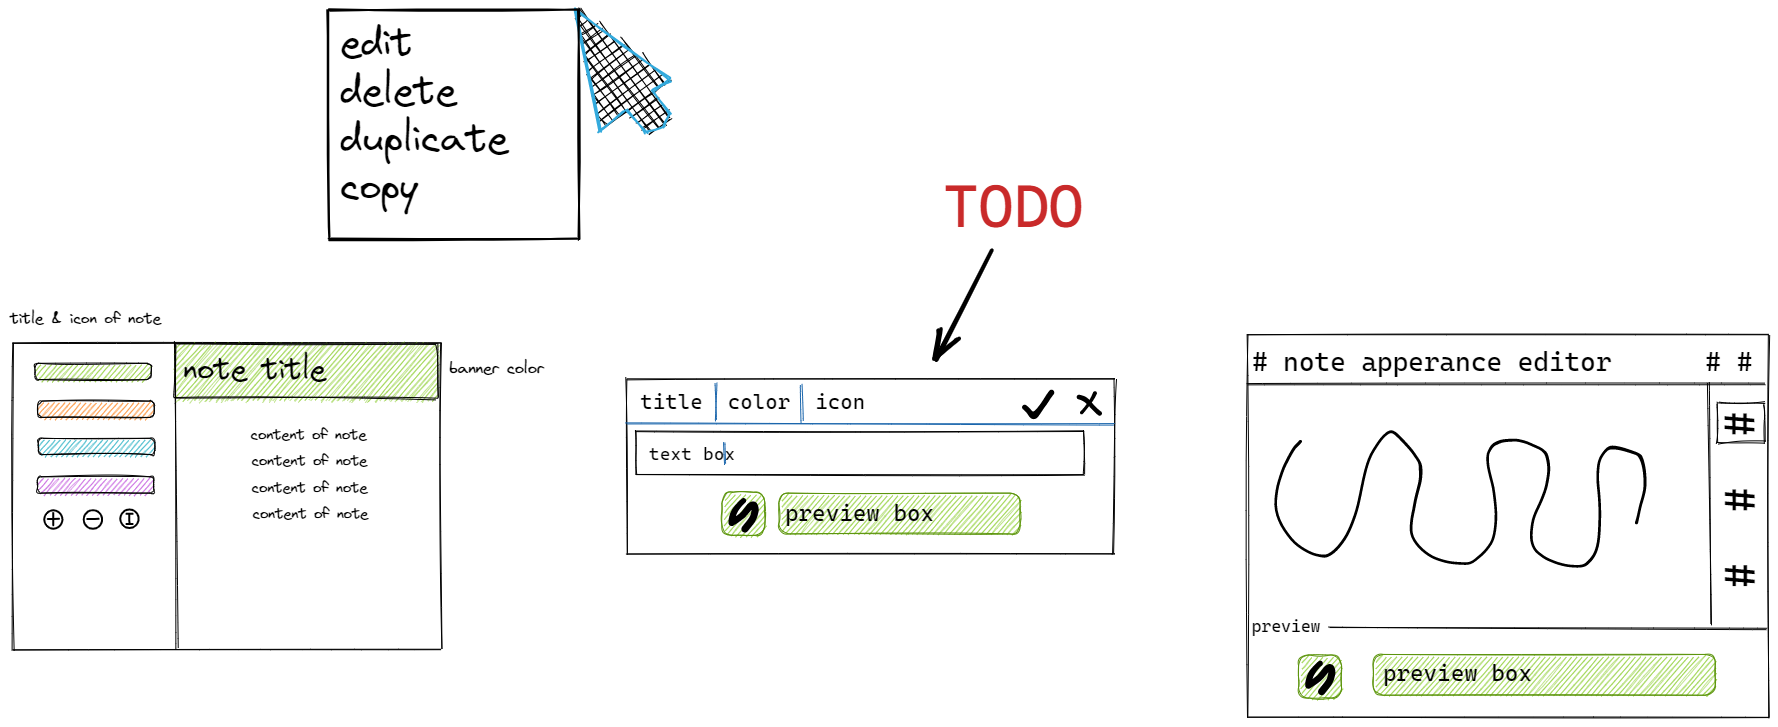 edit
delete
duplicate
copy
TODO
title & icon of note
note title
banner color
content of note
content of note
content of note
content of note
title color icon
text box
preview box
# note apperance editor # #
#
#
#
preview
preview box